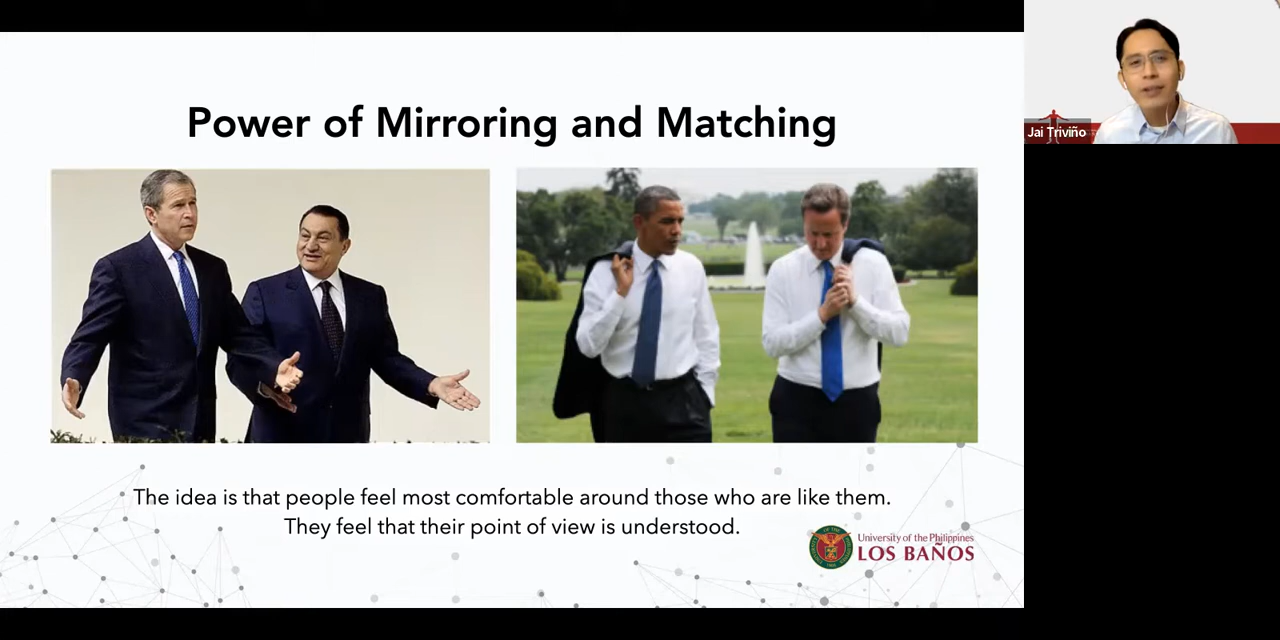 Power of Mirroring and Matching
Jai Triviño
The idea is that people feel most comfortable around those who are like them.
They feel that their point of view is understood.
University of the Philippines
LOS BAÑOS